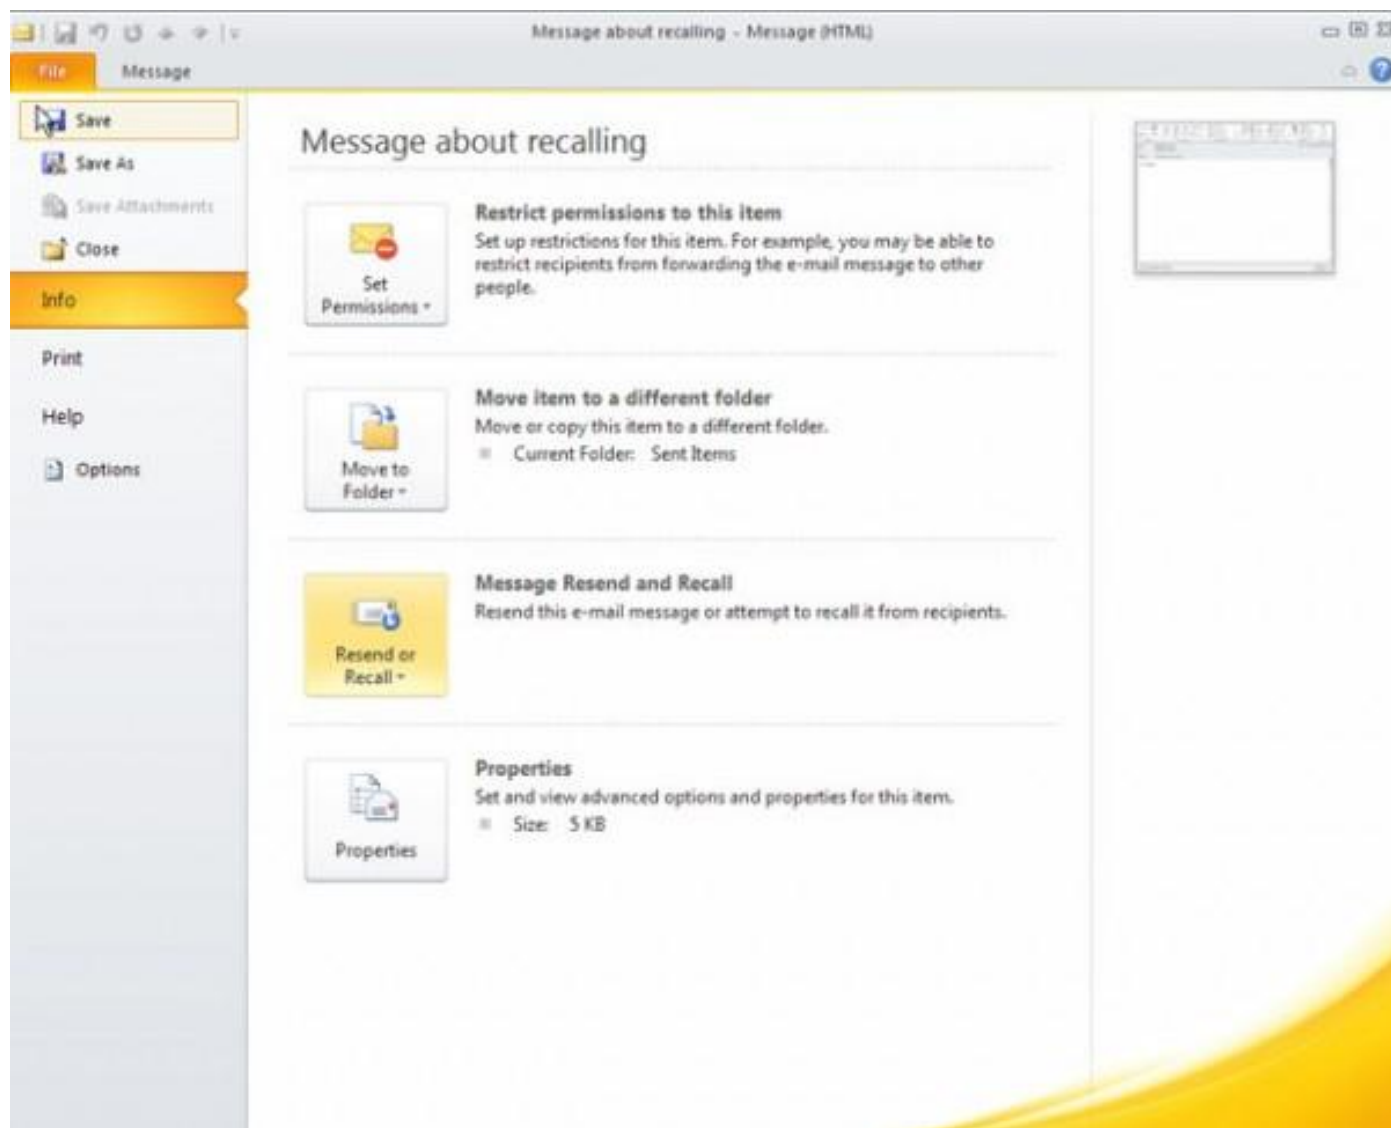 Message about recalling - Message (HTML)
File Message
Save
Save As
Save Attachments
Close
Info
Print
Help
Options
Message about recalling
Set
Permissions
Restrict permissions to this item
Set up restrictions for this item. For example, you may be able to
restrict recipients from forwarding the e-mail message to other
people.
Move to
Folder
Move item to a different folder
Move or copy this item to a different folder.
Current Folder: Sent Items
Resend or
Recall
Message Resend and Recall
Resend this e-mail message or attempt to recall it from recipients.
Properties
Properties
Set and view advanced options and properties for this item.
Size: 5 KB